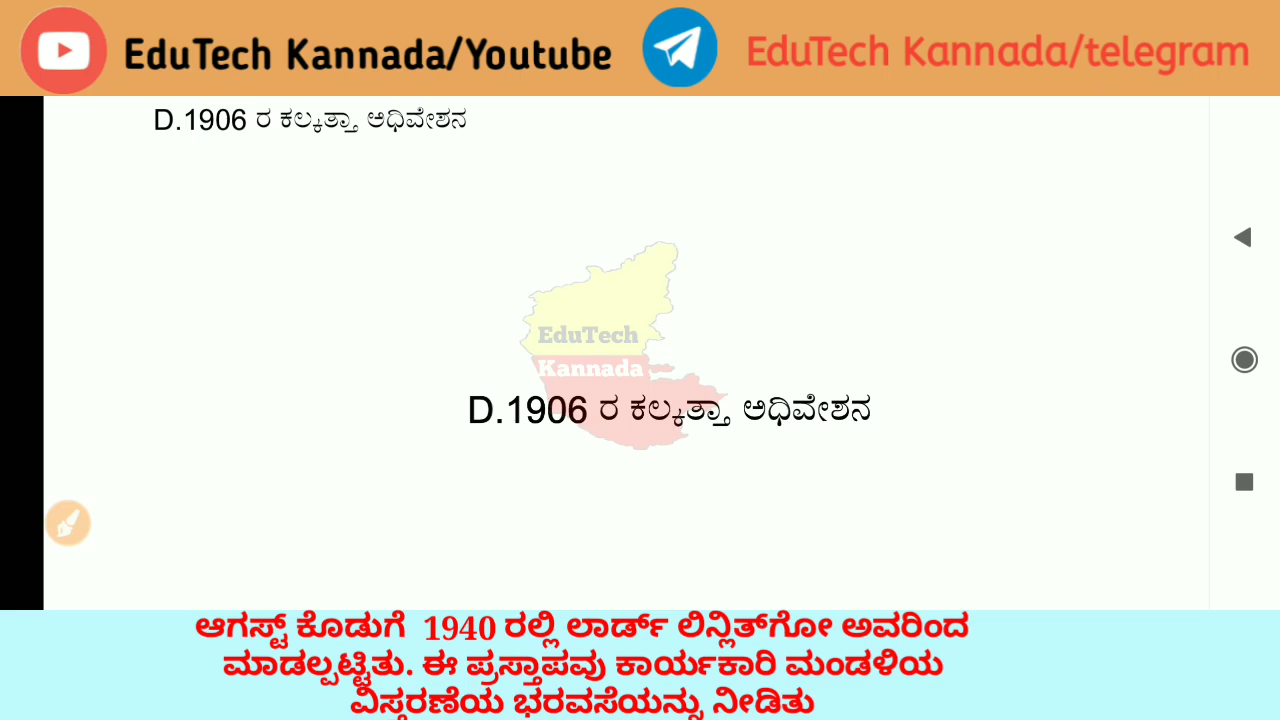 EduTech Kannada/Youtube
EduTech Kannada/telegram
D.1906 ರ ಕಲ್ಕತ್ತಾ ಅಧಿವೇಶನ
EduTech
Kannada
D.1906 ರ ಕಲ್ಕತ್ತಾ ಅಧಿವೇಶನ
ಆಗಸ್ಟ್ ಕೊಡುಗೆ 1940 ರಲ್ಲಿ ಲಾರ್ಡ್ ಲಿನ್ಲಿತ್‌ಗೋ ಅವರಿಂದ
ಮಾಡಲ್ಪಟ್ಟಿತು. ಈ ಪ್ರಸ್ತಾಪವು ಕಾರ್ಯಕಾರಿ ಮಂಡಳಿಯ
ವಿಸ್ತರಣೆಯ ಭರವಸೆಯನ್ನು ನೀಡಿತು